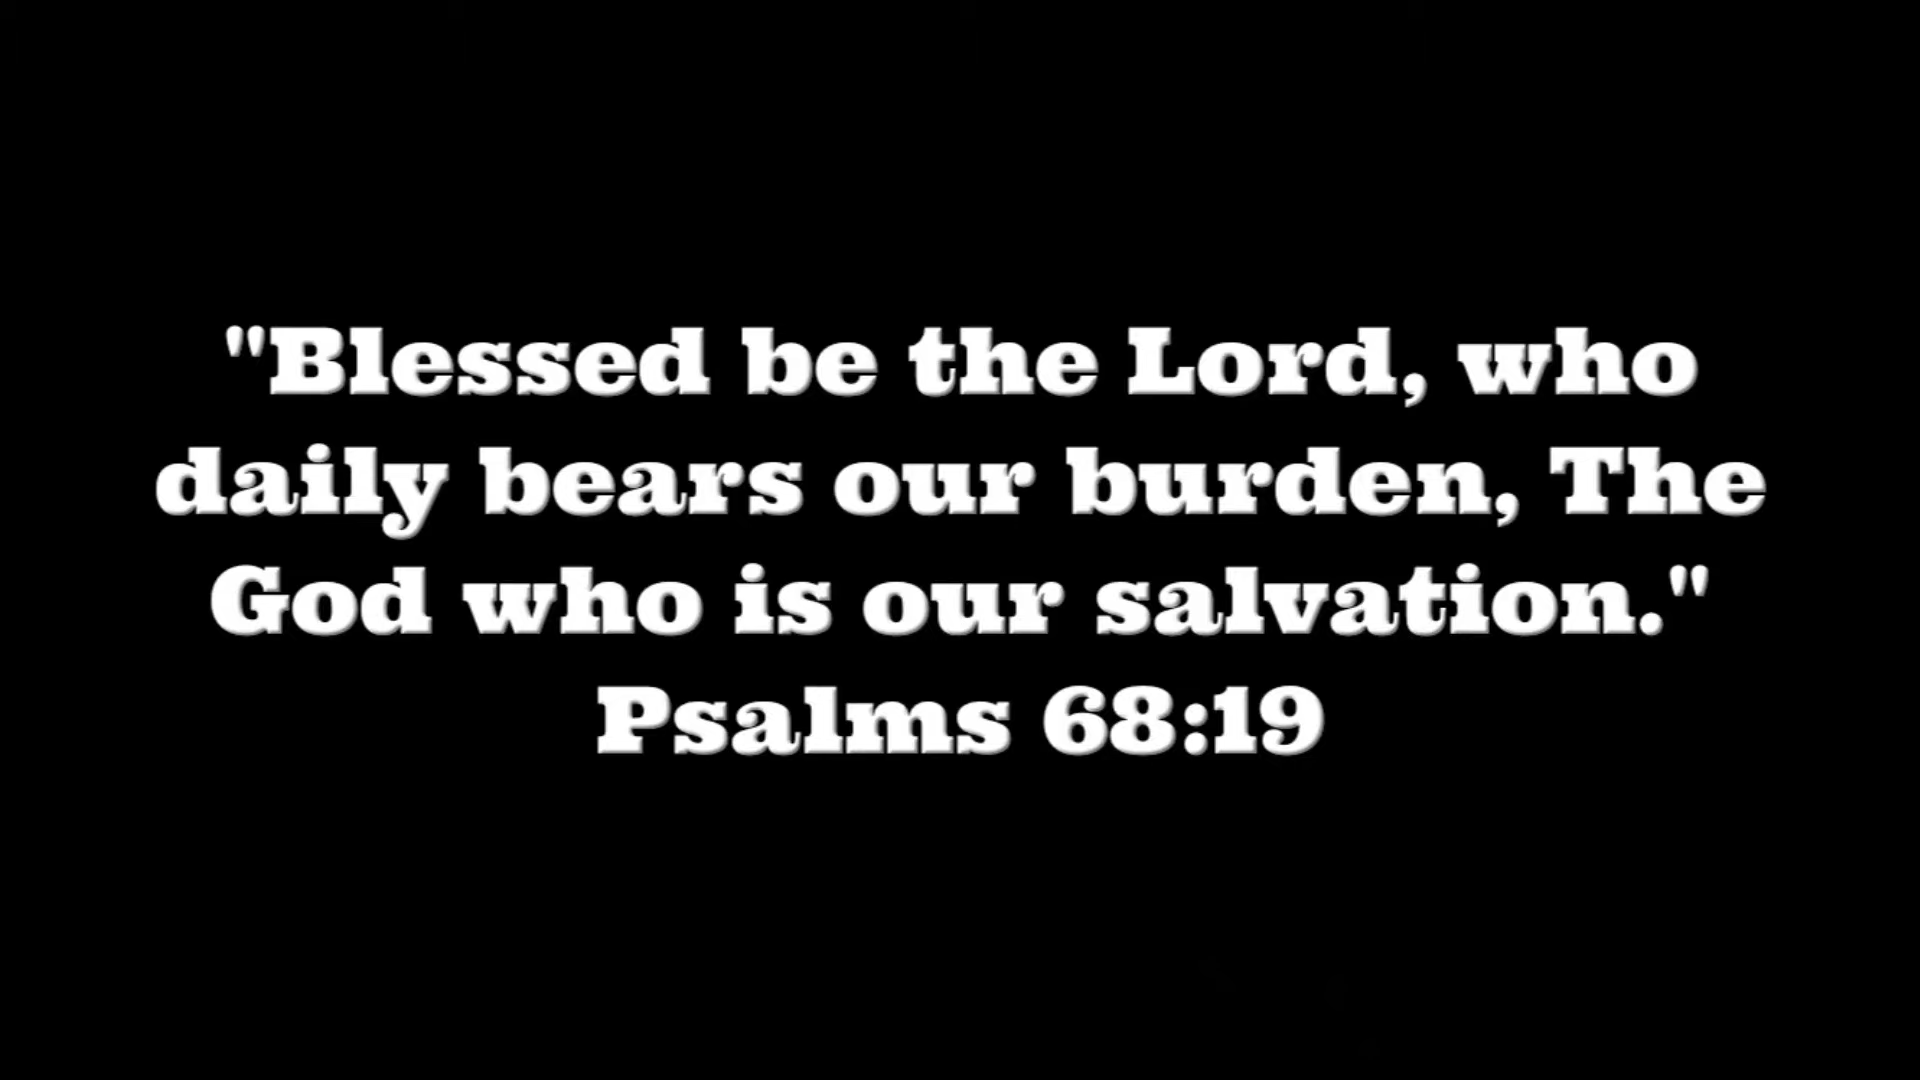 "Blessed be the Lord, who
daily bears our burden, The
God who is our salvation."
Psalms 68:19